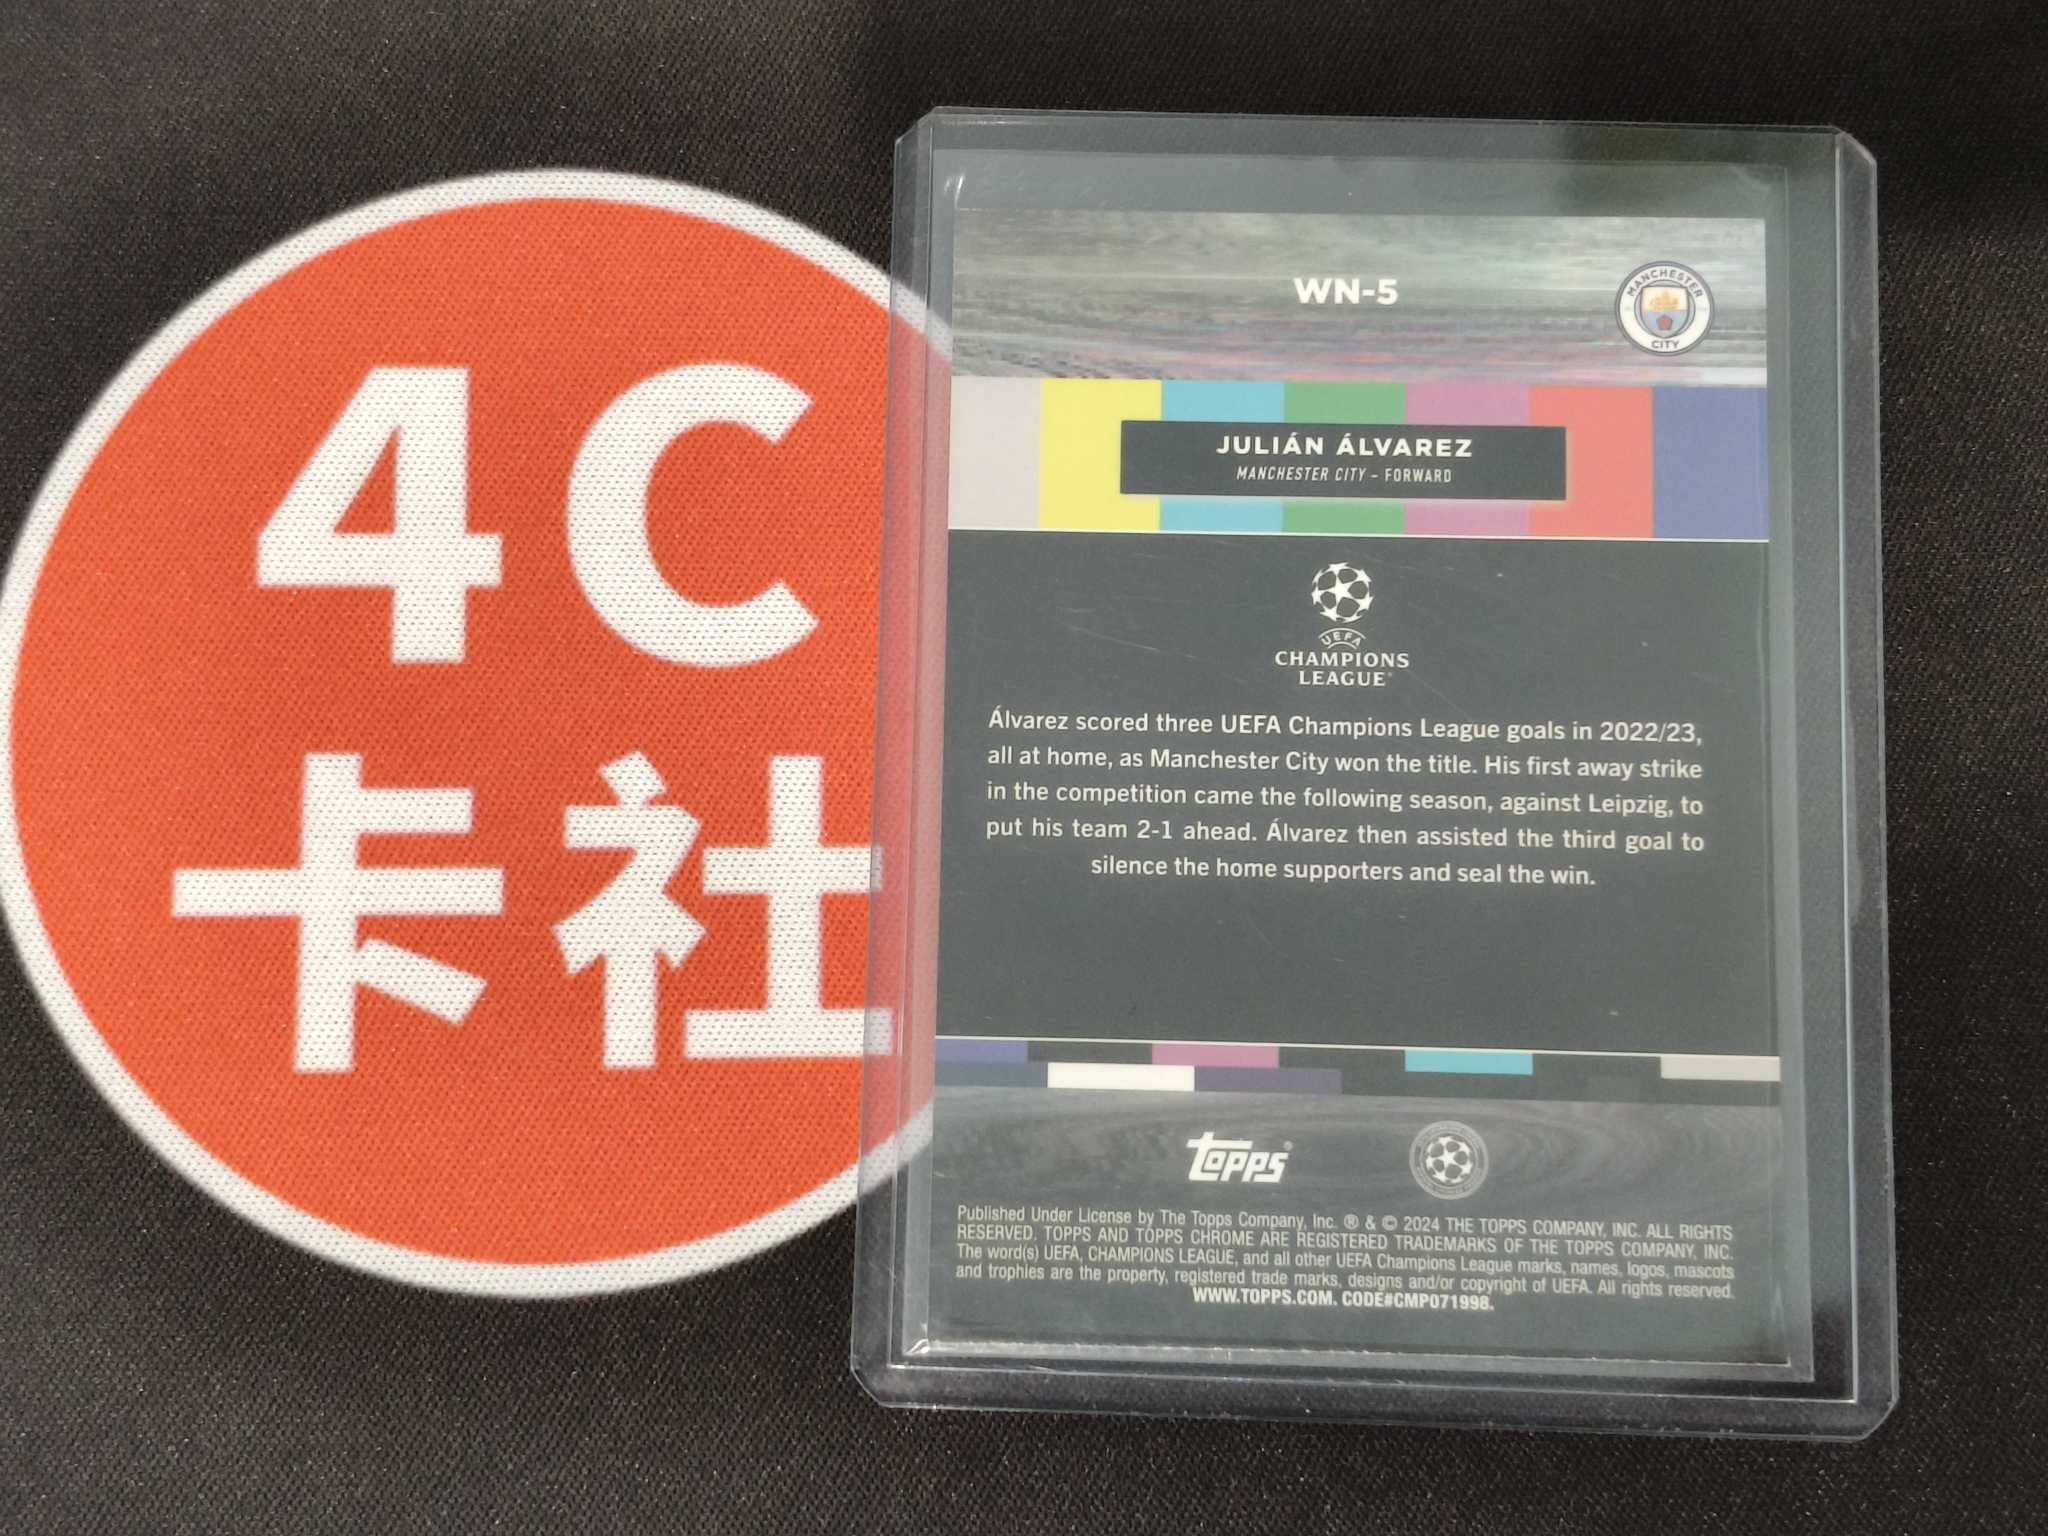 4C
卡社
WN-5
MANCHESTER
CITY
JULIÁN ÁLVAREZ
MANCHESTER CITY – FORWARD
UEFA
CHAMPIONS
LEAGUE®
Álvarez scored three UEFA Champions League goals in 2022/23,
all at home, as Manchester City won the title. His first away strike
in the competition came the following season, against Leipzig, to
put his team 2-1 ahead. Álvarez then assisted the third goal to
silence the home supporters and seal the win.
Topps®
Published Under License by The Topps Company, Inc. ® & © 2024 THE TOPPS COMPANY, INC. ALL RIGHTS
RESERVED. TOPPS AND TOPPS CHROME ARE REGISTERED TRADEMARKS OF THE TOPPS COMPANY, INC.
The word(s) UEFA, CHAMPIONS LEAGUE, and all other UEFA Champions League marks, names, logos, mascots
and trophies are the property, registered trade marks, designs and/or copyright of UEFA. All rights reserved.
WWW.TOPPS.COM. CODE#CMP071998.